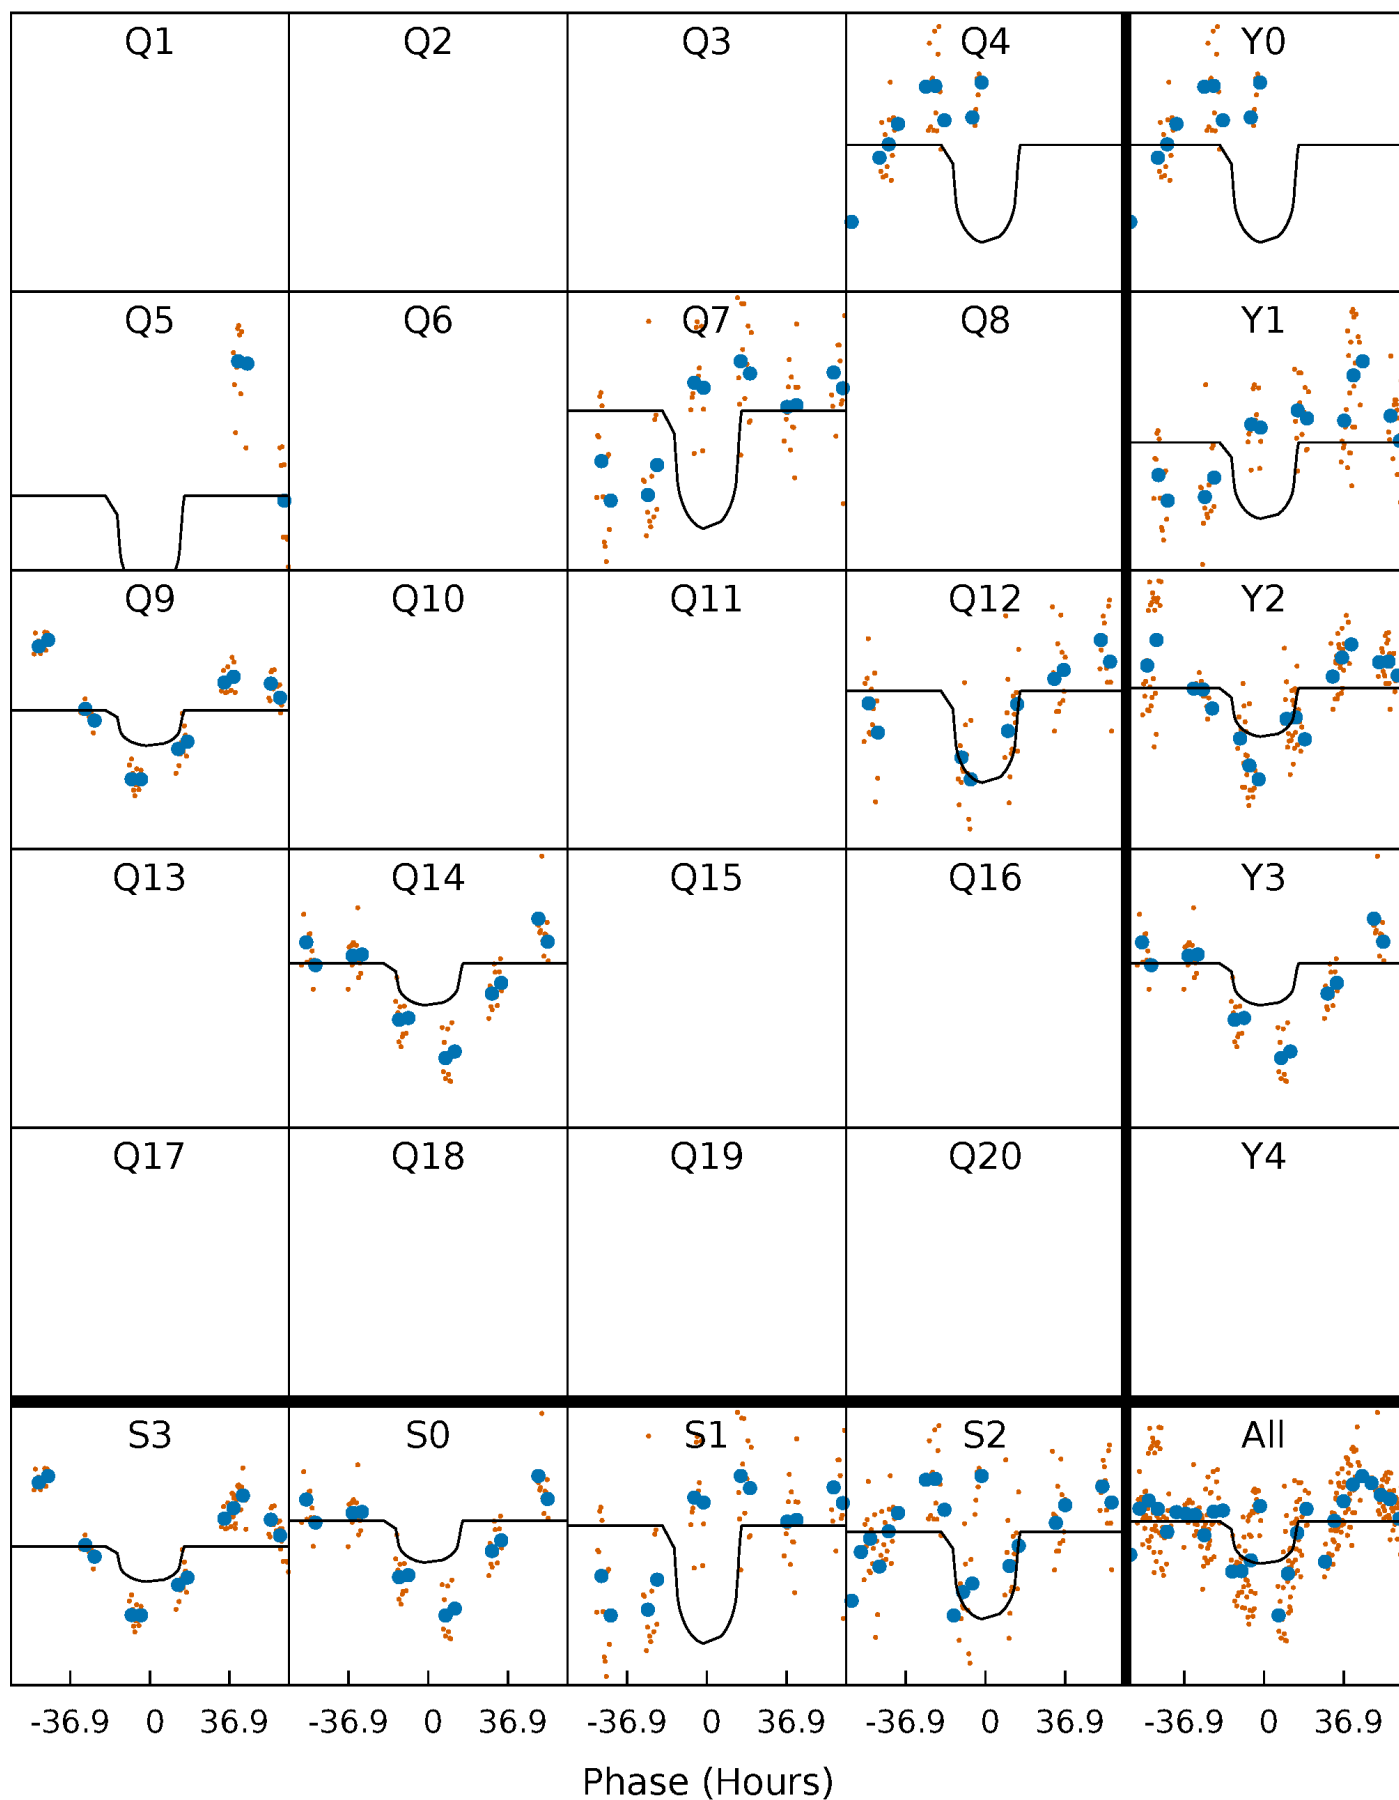 Q1 Q2 Q3 Q4 Y0
Q5 Q6 Q7 Q8 Y1
Q9 Q10 Q11 Q12 Y2
Q13 Q14 Q15 Q16 Y3
Q17 Q18 Q19 Q20 Y4
S3 S0 S1 S2 All
-36.9 0 36.9 -36.9 0 36.9 -36.9 0 36.9 -36.9 0 36.9 -36.9 0 36.9
Phase (Hours)